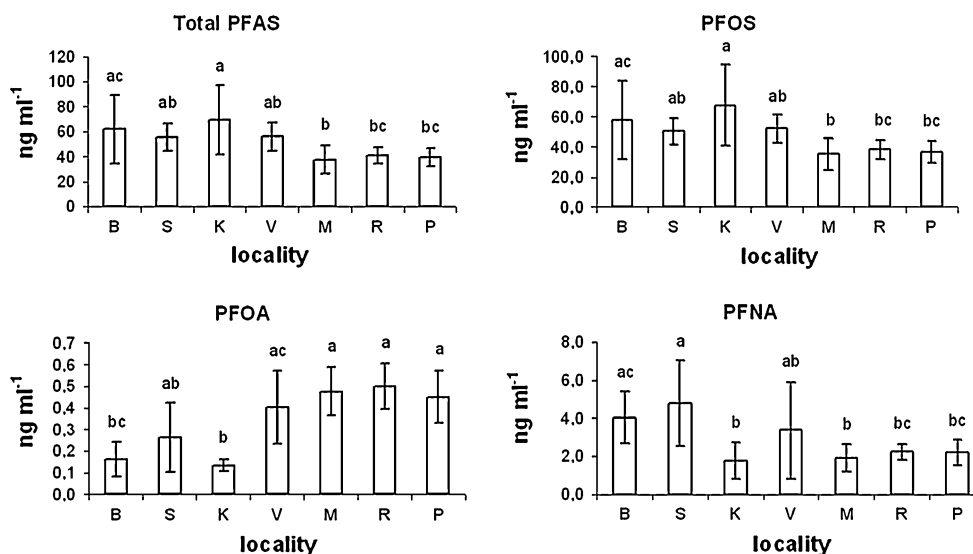 Total PFAS
120
100
80
60
40
20
0
ng ml-1
ac ab a ab b bc bc
B S K V M R P
locality
PFOS
100,0
80,0
60,0
40,0
20,0
0,0
ng ml-1
ac ab a ab b bc bc
B S K V M R P
locality
PFOA
0,7
0,6
0,5
0,4
0,3
0,2
0,1
0,0
ng ml-1
bc ab b ac a a a
B S K V M R P
locality
PFNA
8,0
6,0
4,0
2,0
0,0
ng ml-1
ac a b ab b bc bc
B S K V M R P
locality